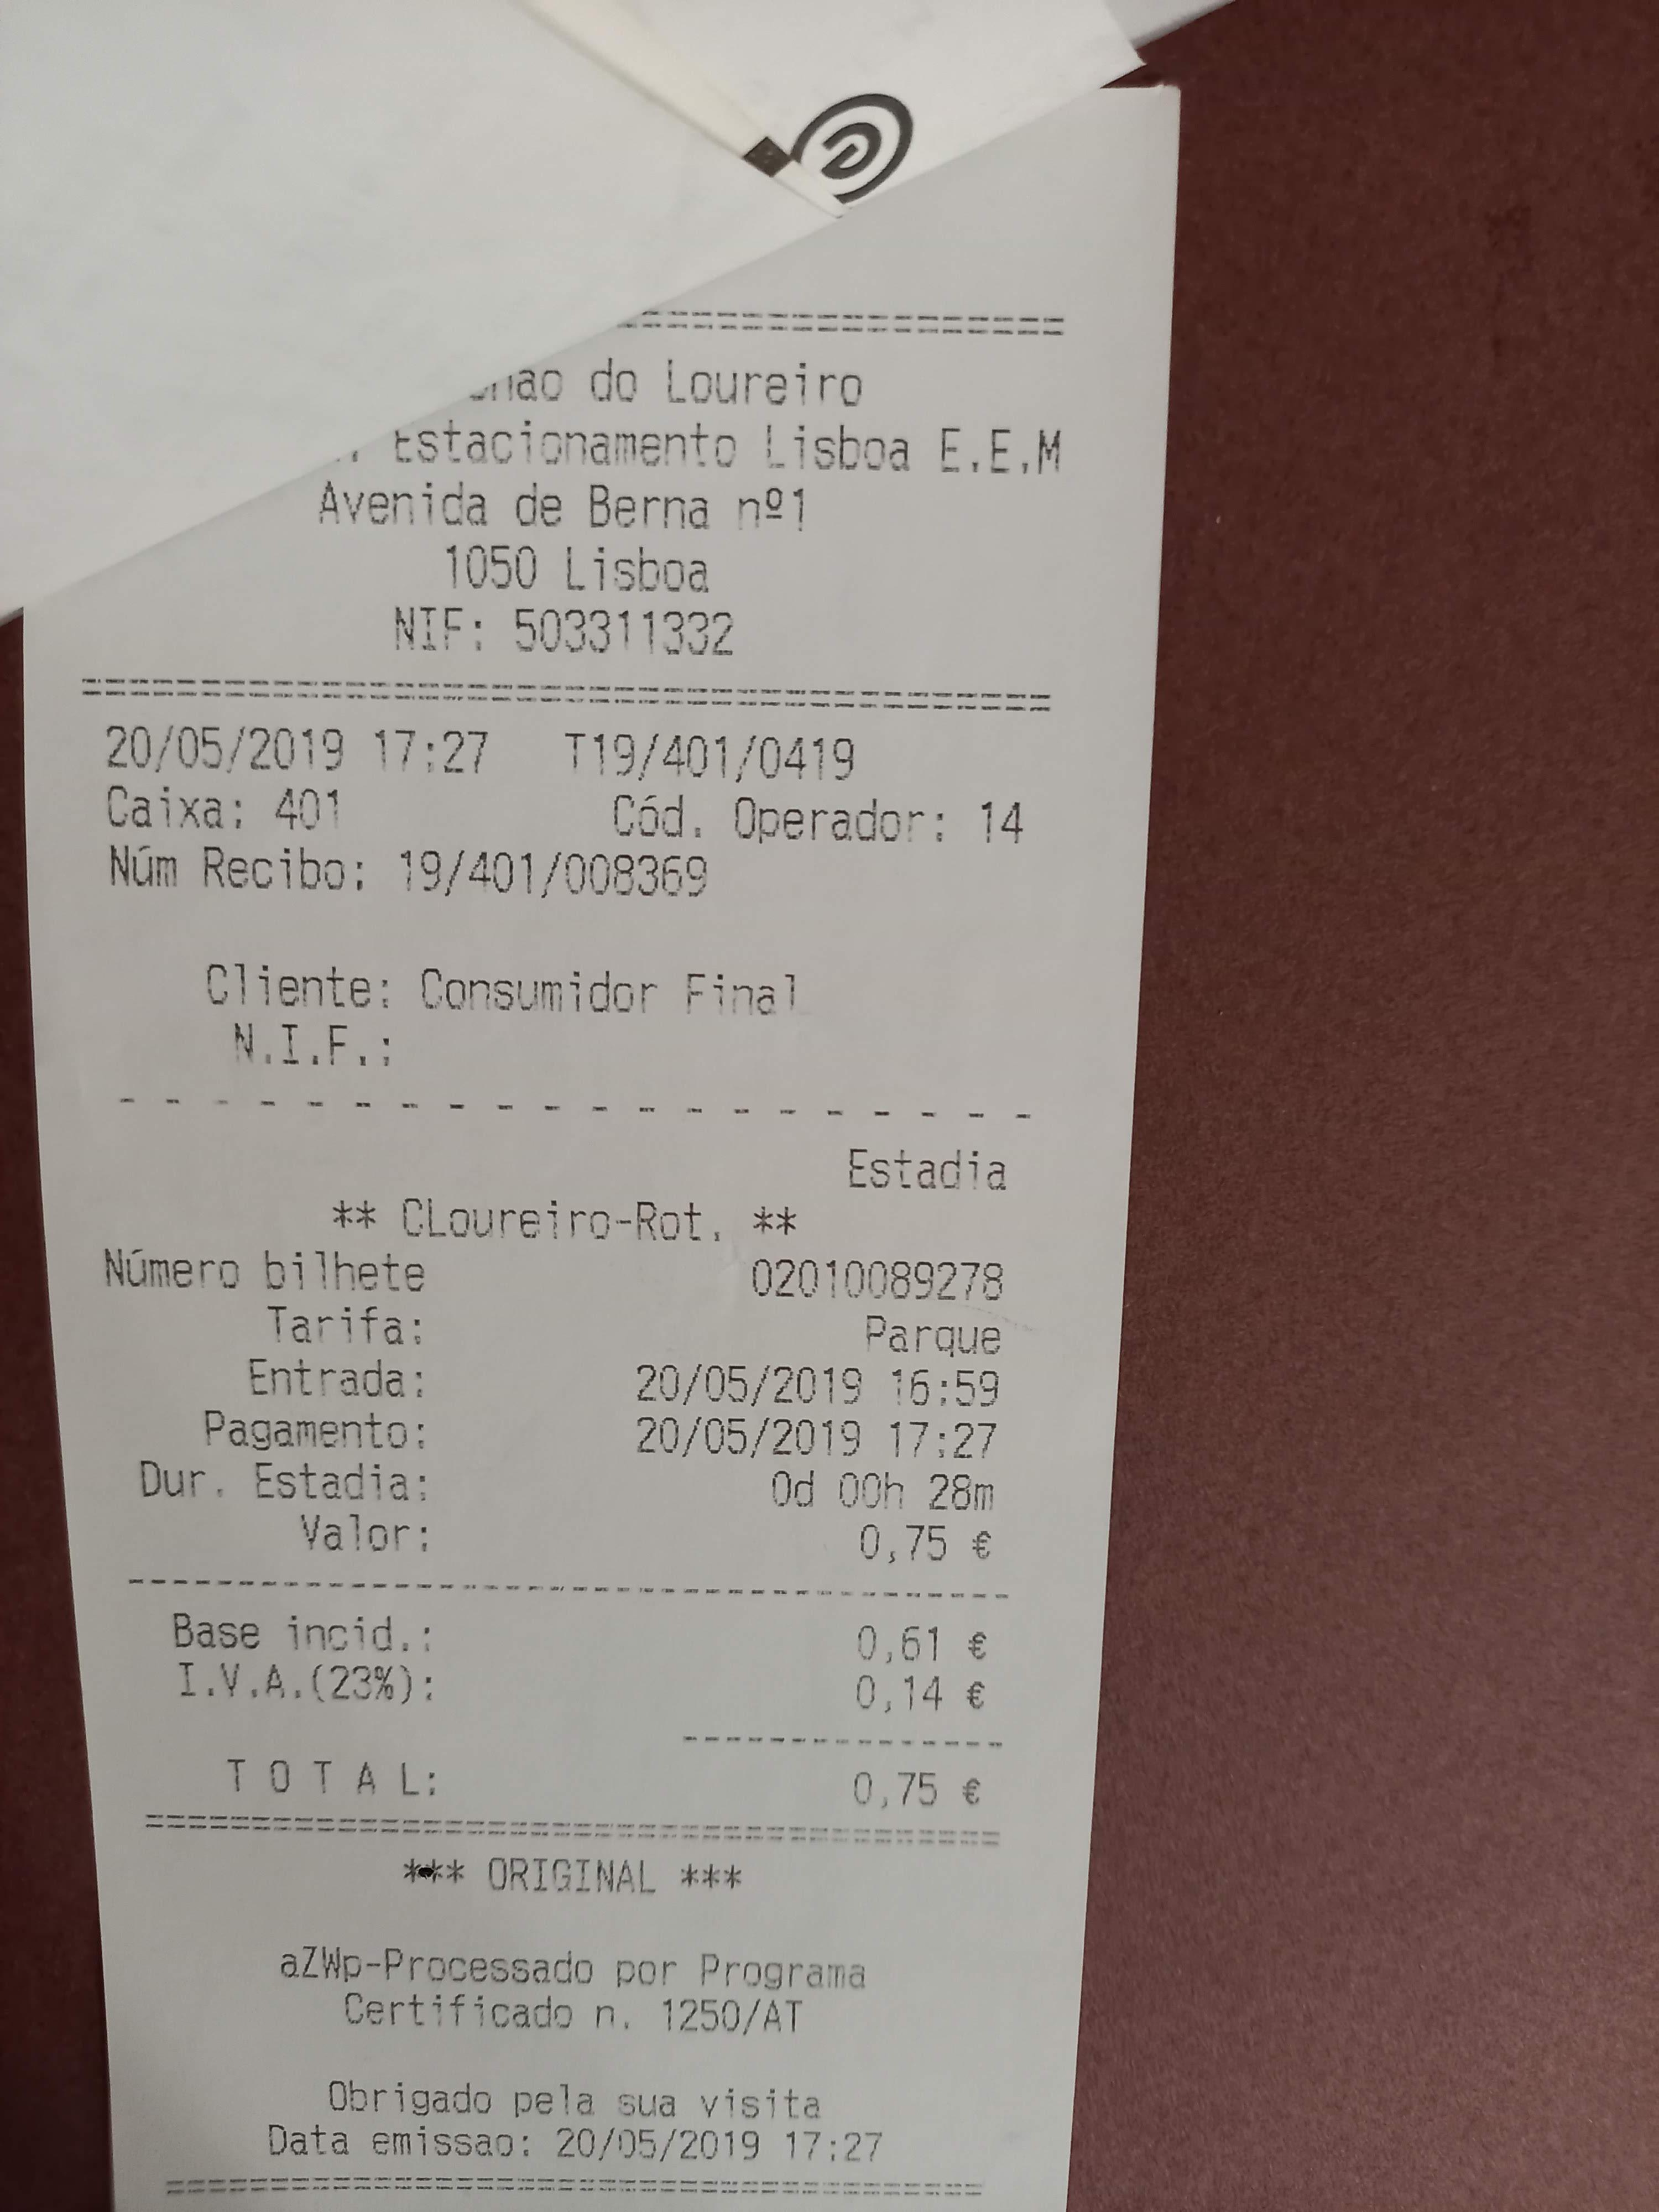 do Loureiro
Estacionamento Lisboa E.E.M
Avenida de Berna nº1
1050 Lisboa
NIF: 503311332
20/05/2019 17:27 T19/401/0419
Caixa: 401 Cód. Operador: 14
Núm Recibo: 19/401/008369
Cliente: Consumidor Final
N.I.F.:
Estadia
** CLoureiro-Rot. **
Número bilhete 02010089278
Tarifa: Parque
Entrada: 20/05/2019 16:59
Pagamento: 20/05/2019 17:27
Dur. Estadia: 0d 00h 28m
Valor: 0,75 €
Base incid.: 0,61 €
I.V.A.(23%): 0,14 €
T O T A L: 0,75 €
*** ORIGINAL ***
aZWp-Processado por Programa
Certificado n. 1250/AT
Obrigado pela sua visita
Data emissao: 20/05/2019 17:27